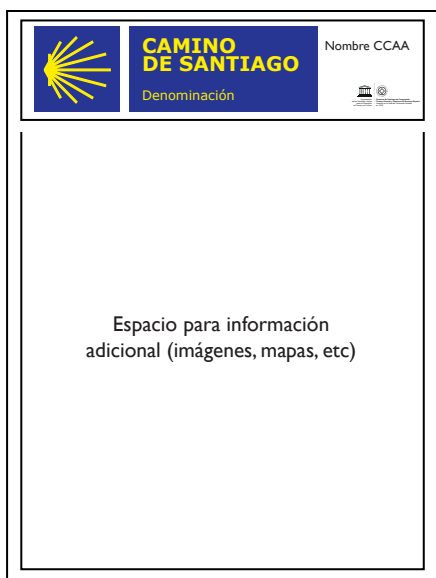 CAMINO
DE SANTIAGO
Denominación
Nombre CCAA
Espacio para información
adicional (imágenes, mapas, etc)